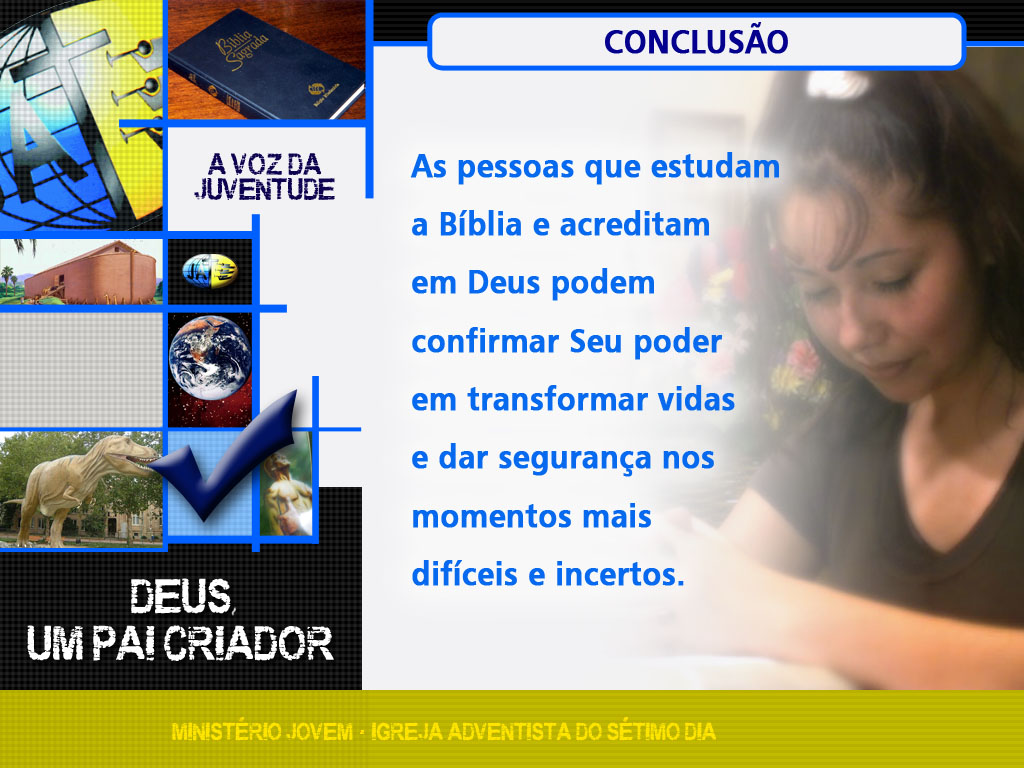 CONCLUSÃO
Bíblia
Sagrada
A VOZ DA
JUVENTUDE
As pessoas que estudam
a Bíblia e acreditam
em Deus podem
confirmar Seu poder
em transformar vidas
e dar segurança nos
momentos mais
difíceis e incertos.
DEUS,
UM PAI CRIADOR
MINISTÉRIO JOVEM - IGREJA ADVENTISTA DO SÉTIMO DIA